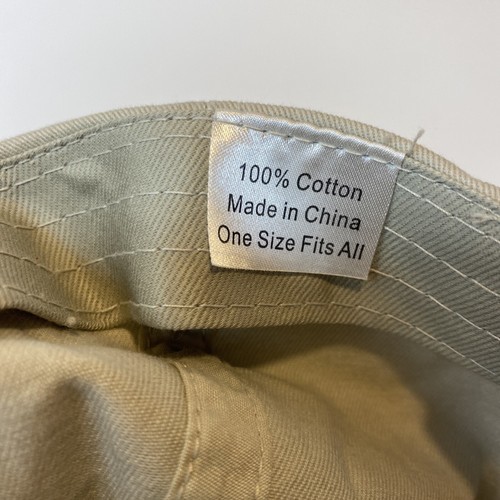 100% Cotton
Made in China
One Size Fits All